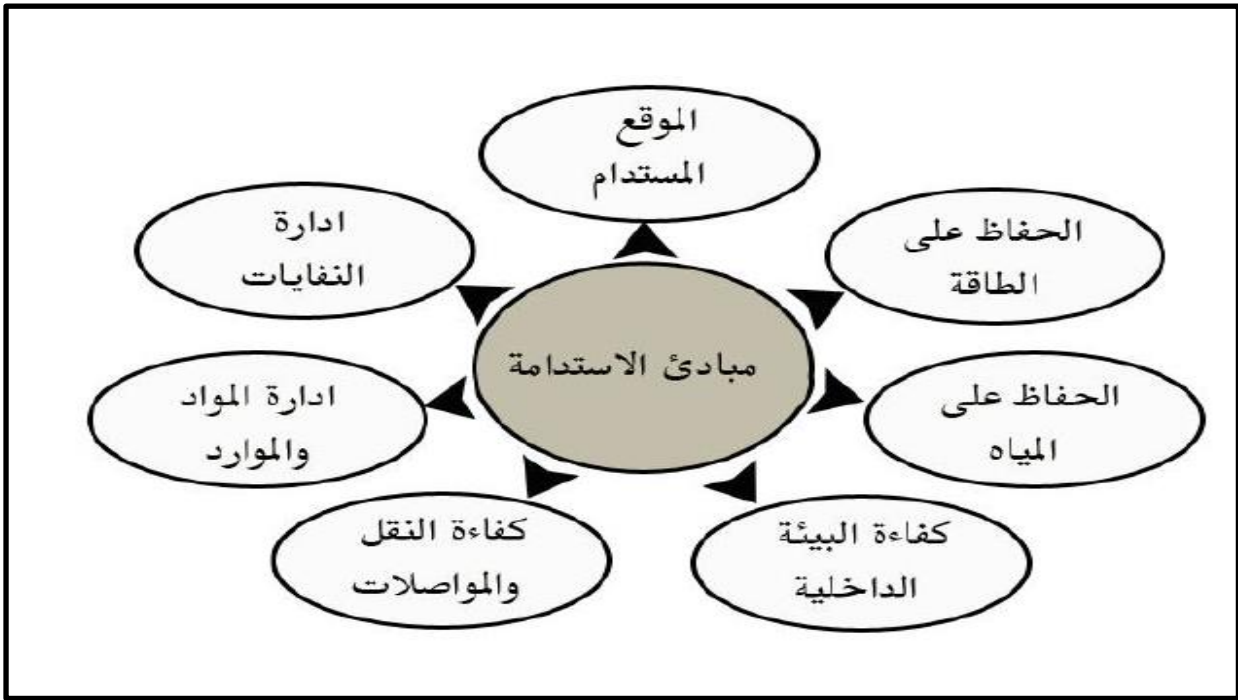 الموقع
المستدام
الحفاظ على
الطاقة
الحفاظ على
المياه
كفاءة البيئة
الداخلية
كفاءة النقل
والمواصلات
ادارة المواد
والموارد
ادارة
النفايات
مبادئ الاستدامة